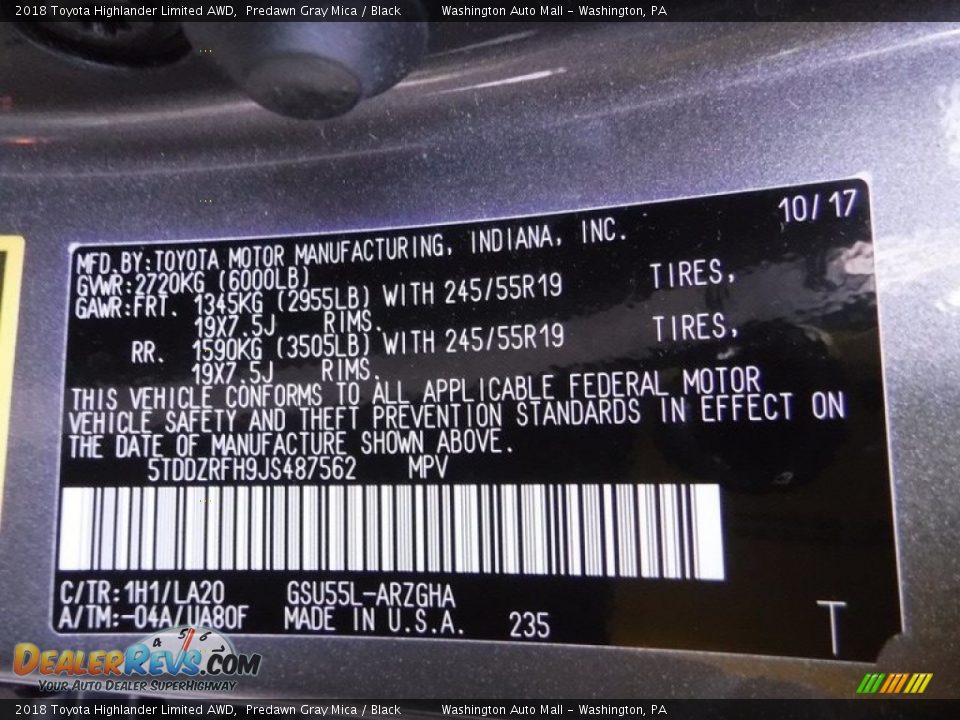 2018 Toyota Highlander Limited AWD, Predawn Gray Mica / Black Washington Auto Mall - Washington, PA
10/17
MFD.BY:TOYOTA MOTOR MANUFACTURING, INDIANA, INC.
GVWR:2720KG (6000LB)
GAWR:FRT. 1345KG (2955LB) WITH 245/55R19 TIRES,
19X7.5J RIMS.
RR. 1590KG (3505LB) WITH 245/55R19 TIRES,
19X7.5J RIMS.
THIS VEHICLE CONFORMS TO ALL APPLICABLE FEDERAL MOTOR
VEHICLE SAFETY AND THEFT PREVENTION STANDARDS IN EFFECT ON
THE DATE OF MANUFACTURE SHOWN ABOVE.
5TDDZRFH9JS487562 MPV
C/TR:1H1/LA20 GSU55L-ARZGHA
A/TM:-04A/UA80F MADE IN U.S.A. 235
T
4 5 6
DEALERREVS.COM
YOUR AUTO DEALER SUPERHIGHWAY
2018 Toyota Highlander Limited AWD, Predawn Gray Mica / Black Washington Auto Mall - Washington, PA